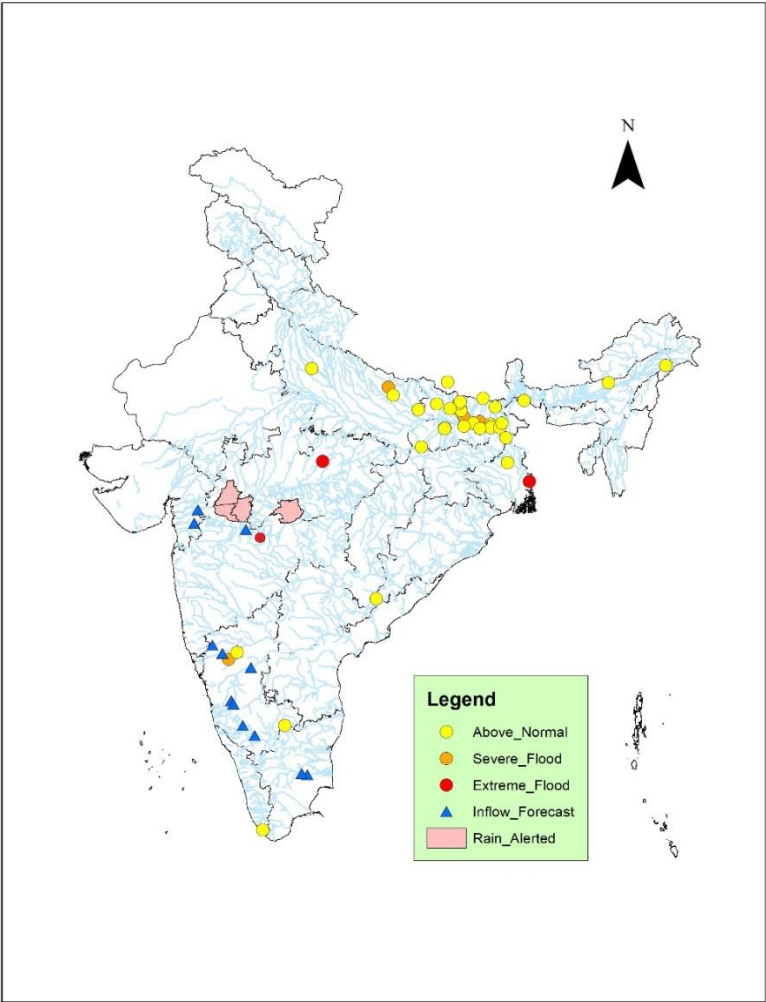 N
Legend
Above_Normal
Severe_Flood
Extreme_Flood
Inflow_Forecast
Rain_Alerted